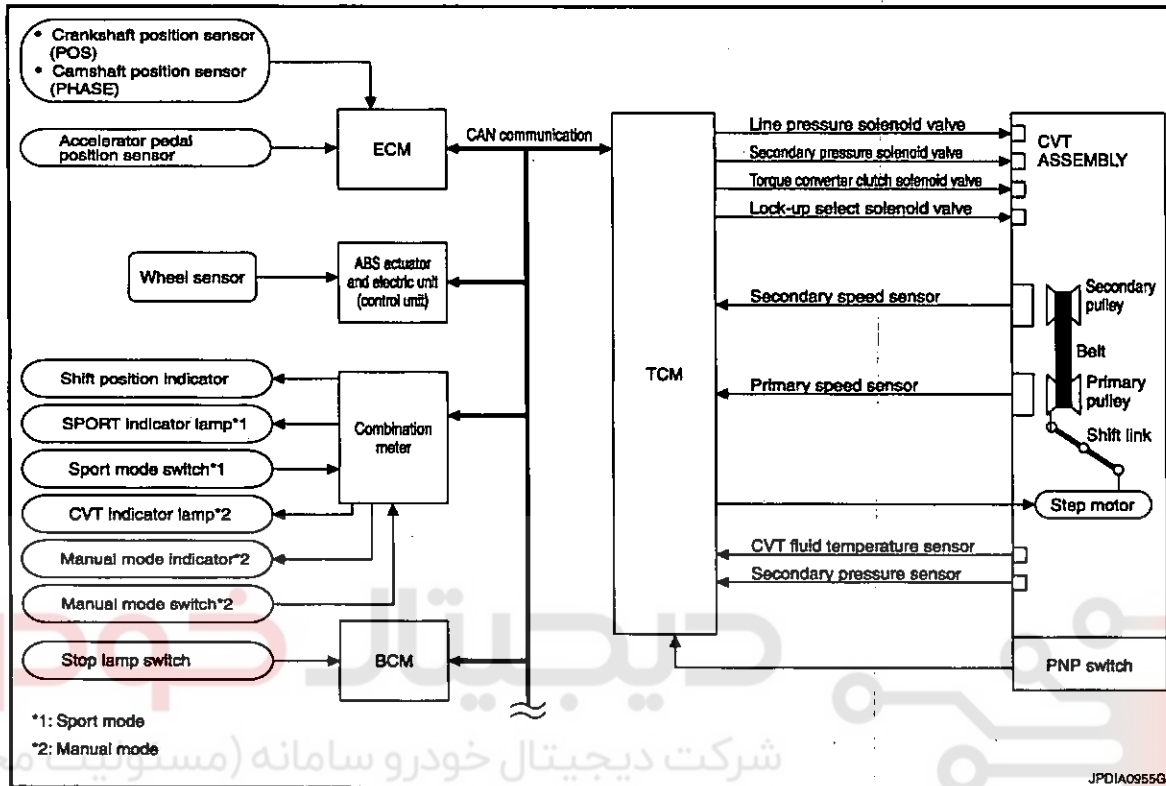 • Crankshaft position sensor
(POS)
• Camshaft position sensor
(PHASE)
Accelerator pedal
position sensor
ECM
CAN communication
Wheel sensor
ABS actuator
and electric unit
(control unit)
Shift position indicator
SPORT indicator lamp*1
Sport mode switch*1
CVT indicator lamp*2
Manual mode indicator*2
Manual mode switch*2
Combination
meter
Stop lamp switch
BCM
TCM
Line pressure solenoid valve
Secondary pressure solenoid valve
Torque converter clutch solenoid valve
Lock-up select solenoid valve
Secondary speed sensor
Primary speed sensor
CVT fluid temperature sensor
Secondary pressure sensor
CVT
ASSEMBLY
Secondary
pulley
Belt
Primary
pulley
Shift link
Step motor
PNP switch
*1: Sport mode
*2: Manual mode
دیجیتال خودرو
شرکت دیجیتال خودرو سامانه (مسئولیت
JPDIA0955G